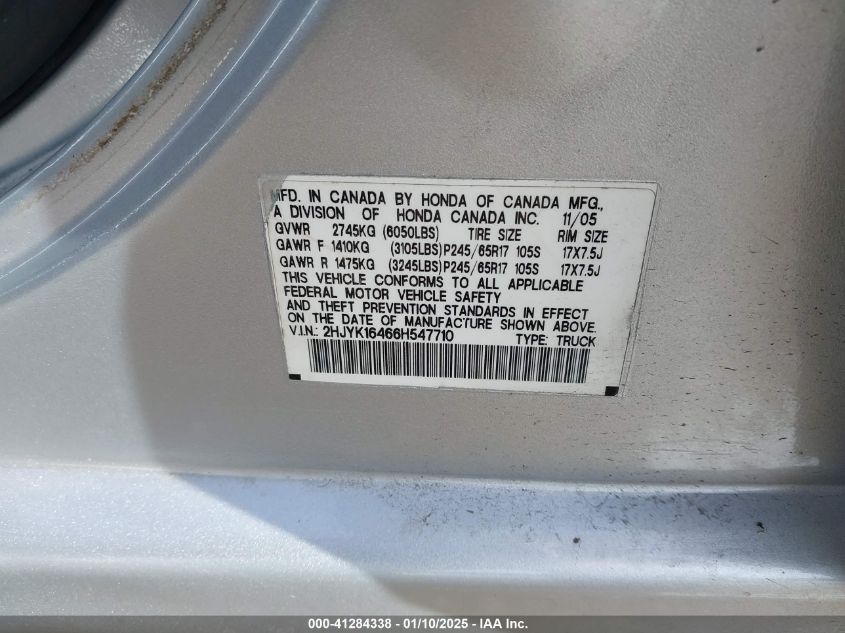 MFD. IN CANADA BY HONDA OF CANADA MFG.,
A DIVISION OF HONDA CANADA INC. 11/05
GVWR 2745KG (6050LBS) TIRE SIZE RIM SIZE
GAWR F 1410KG (3105LBS) P245/65R17 105S 17X7.5J
GAWR R 1475KG (3245LBS) P245/65R17 105S 17X7.5J
THIS VEHICLE CONFORMS TO ALL APPLICABLE
FEDERAL MOTOR VEHICLE SAFETY
AND THEFT PREVENTION STANDARDS IN EFFECT
ON THE DATE OF MANUFACTURE SHOWN ABOVE.
V.I.N.: 2HJYK16466H547710 TYPE: TRUCK
000-41284338 - 01/10/2025 - IAA Inc.